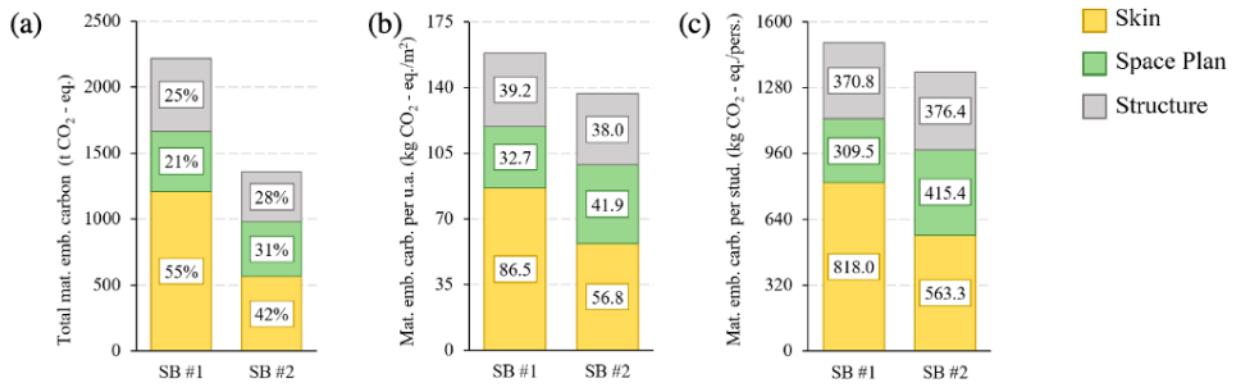 (a)
Total mat. emb. carbon (t CO₂ - eq.)
2500
2000
1500
1000
500
0
25%
21%
55%
28%
31%
42%
SB #1
SB #2
(b)
Mat. emb. carb. per u.a. (kg CO₂ - eq./m²)
175
140
105
70
35
0
39.2
32.7
86.5
38.0
41.9
56.8
SB #1
SB #2
(c)
Mat. emb. carb. per stud. (kg CO₂ - eq./pers.)
1600
1280
960
640
320
0
370.8
309.5
818.0
376.4
415.4
563.3
SB #1
SB #2
Skin
Space Plan
Structure